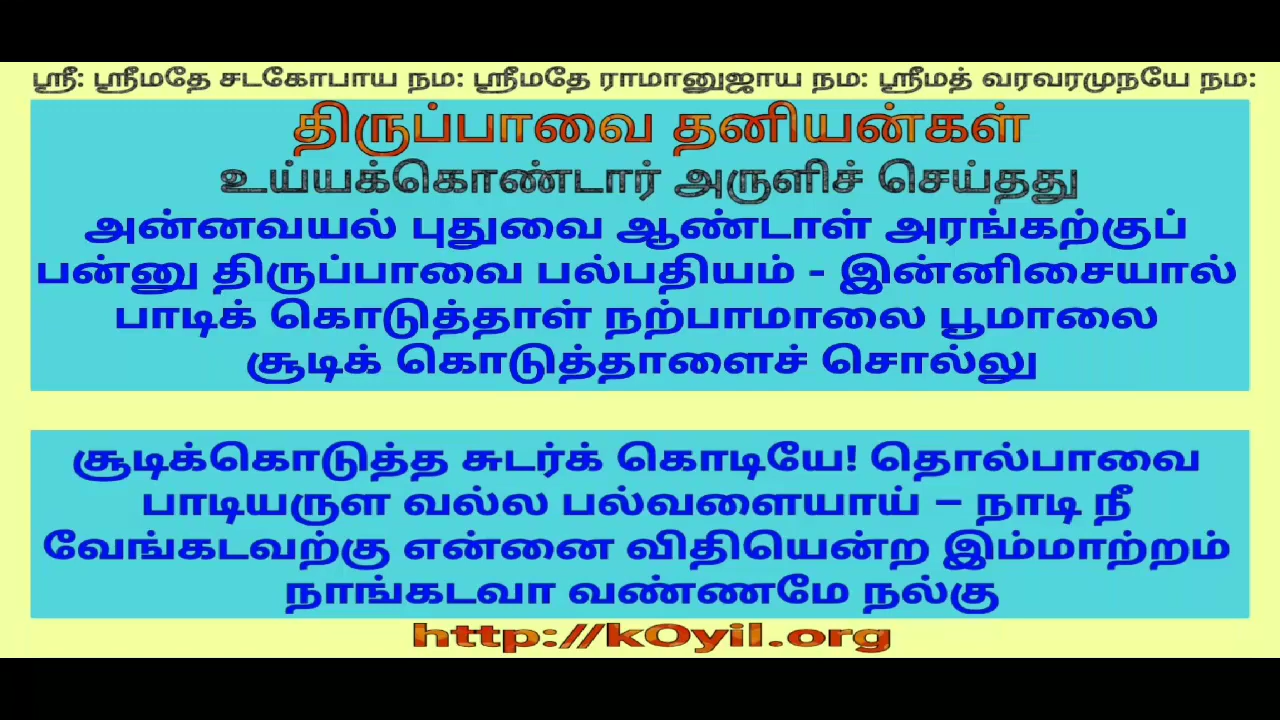 ஸ்ரீ: ஸ்ரீமதே சடகோபாய நம: ஸ்ரீமதே ராமானுஜாய நம: ஸ்ரீமத் வரவரமுநயே நம:
திருப்பாவை தனியன்கள்
உய்யக்கொண்டார் அருளிச் செய்தது
அன்னவயல் புதுவை ஆண்டாள் அரங்கற்குப்
பன்னு திருப்பாவை பல்பதியம் - இன்னிசையால்
பாடிக் கொடுத்தாள் நற்பாமாலை பூமாலை
சூடிக் கொடுத்தாளைச் சொல்லு
சூடிக்கொடுத்த சுடர்க் கொடியே! தொல்பாவை
பாடியருள வல்ல பல்வளையாய் – நாடி நீ
வேங்கடவற்கு என்னை விதியென்ற இம்மாற்றம்
நாங்கடவா வண்ணமே நல்கு
http://kOyil.org